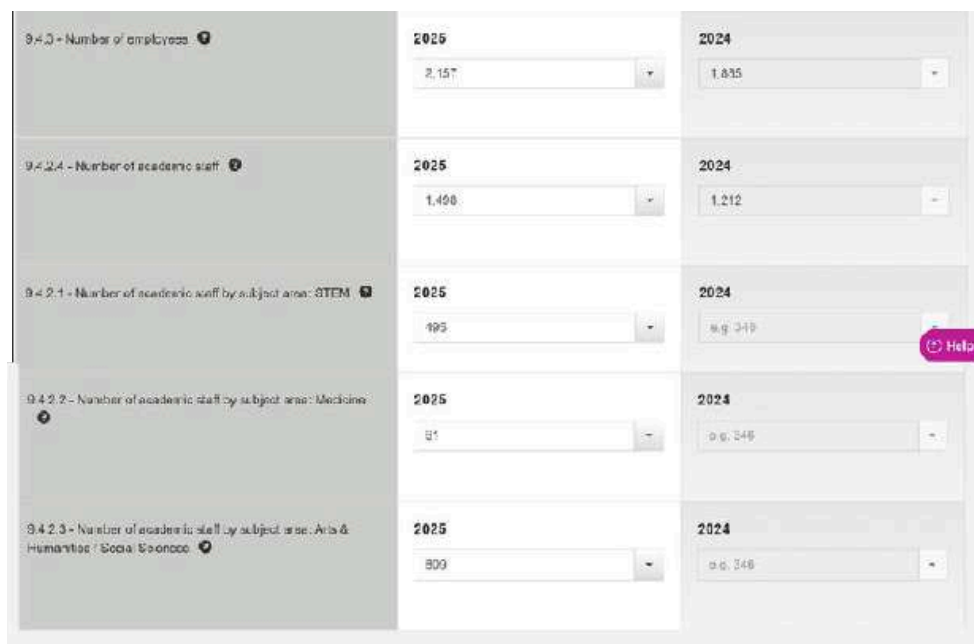 9.4.3 - Number of employees
2025
2024
2,157
9.4.2.4 - Number of academic staff
2025
2024
1,498
1,212
9.4.2.1 - Number of academic staff by subject area: STEM
2025
2024
495
e.g. 346
Help
9.4.2.2 - Number of academic staff by subject area: Medicine
2025
2024
e.g. 346
9.4.2.3 - Number of academic staff by subject area: Arts &
Humanities / Social Sciences
2025
2024
e.g. 346